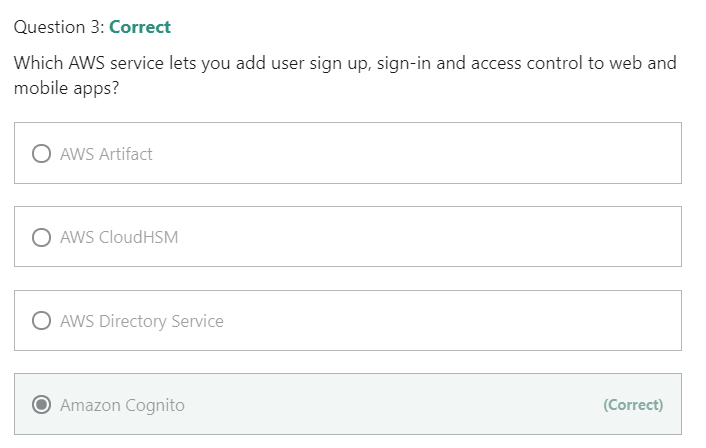 Question 3: Correct
Which AWS service lets you add user sign up, sign-in and access control to web and
mobile apps?
AWS Artifact
AWS CloudHSM
AWS Directory Service
Amazon Cognito (Correct)